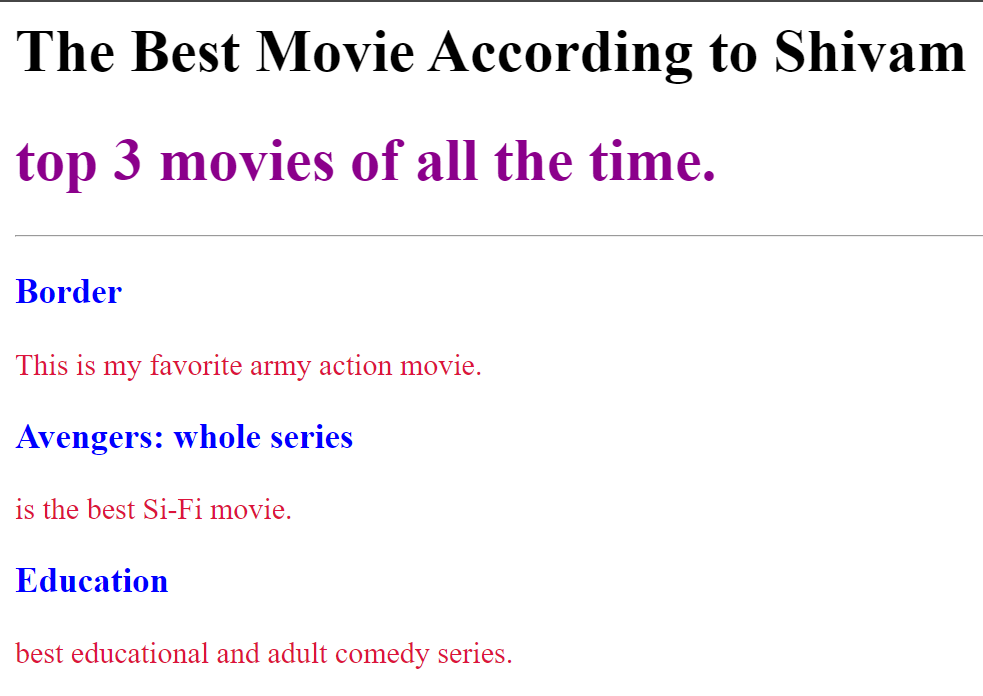 The Best Movie According to Shivam
top 3 movies of all the time.
Border
This is my favorite army action movie.
Avengers: whole series
is the best Si-Fi movie.
Education
best educational and adult comedy series.